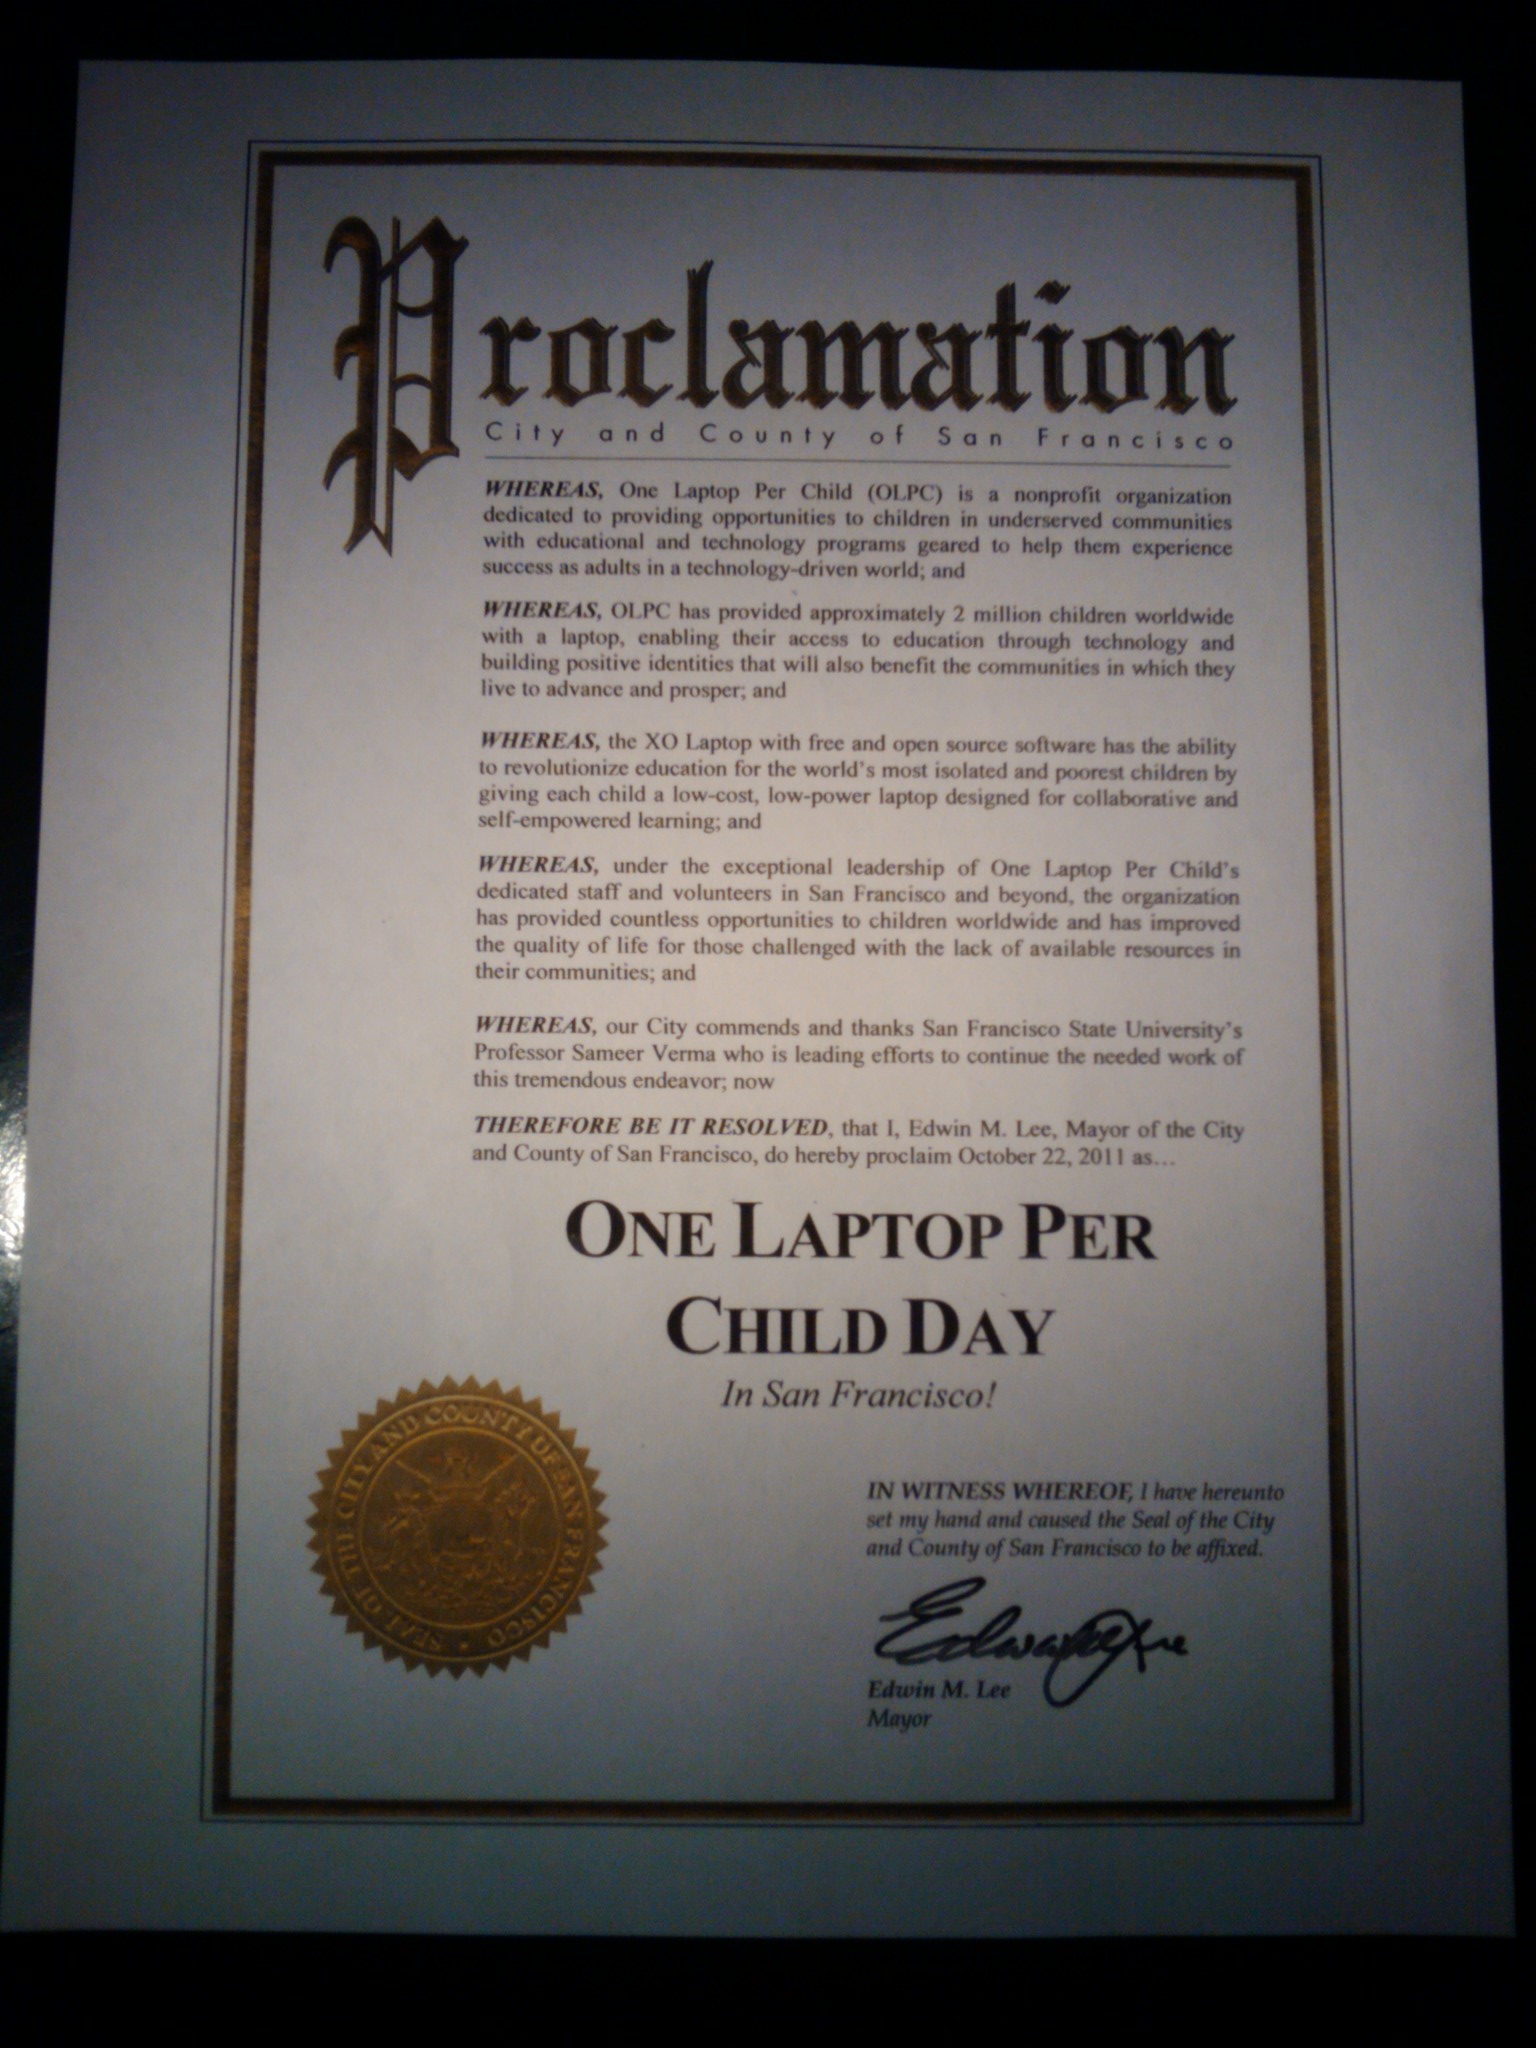 Proclamation
City and County of San Francisco
WHEREAS, One Laptop Per Child (OLPC) is a nonprofit organization
dedicated to providing opportunities to children in underserved communities
with educational and technology programs geared to help them experience
success as adults in a technology-driven world; and
WHEREAS, OLPC has provided approximately 2 million children worldwide
with a laptop, enabling their access to education through technology and
building positive identities that will also benefit the communities in which they
live to advance and prosper; and
WHEREAS, the XO Laptop with free and open source software has the ability
to revolutionize education for the world's most isolated and poorest children by
giving each child a low-cost, low-power laptop designed for collaborative and
self-empowered learning; and
WHEREAS, under the exceptional leadership of One Laptop Per Child's
dedicated staff and volunteers in San Francisco and beyond, the organization
has provided countless opportunities to children worldwide and has improved
the quality of life for those challenged with the lack of available resources in
their communities; and
WHEREAS, our City commends and thanks San Francisco State University's
Professor Sameer Verma who is leading efforts to continue the needed work of
this tremendous endeavor; now
THEREFORE BE IT RESOLVED, that I, Edwin M. Lee, Mayor of the City
and County of San Francisco, do hereby proclaim October 22, 2011 as…
ONE LAPTOP PER
CHILD DAY
In San Francisco!
SEAL OF THE CITY AND COUNTY OF SAN FRANCISCO
IN WITNESS WHEREOF, I have hereunto
set my hand and caused the Seal of the City
and County of San Francisco to be affixed.
Edwin M. Lee
Mayor